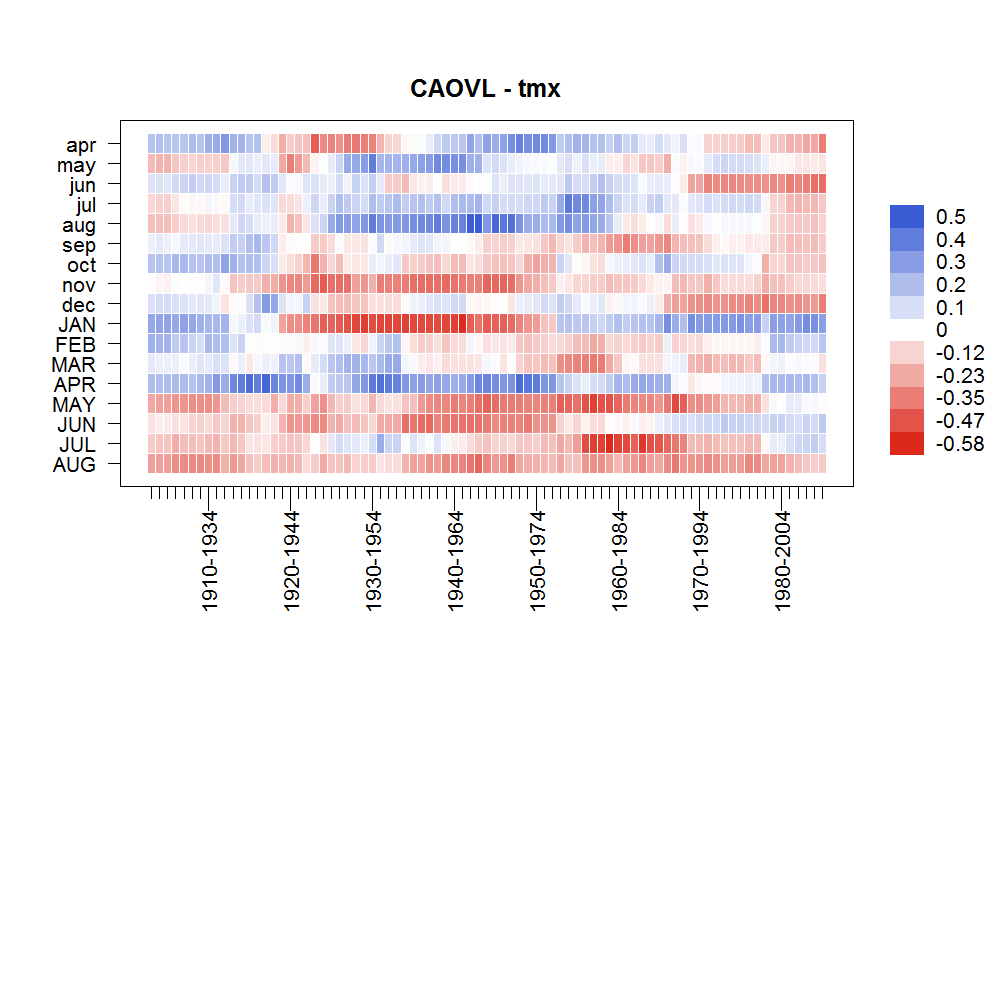 CAOVL - tmx
apr
may
jun
jul
aug
sep
oct
nov
dec
JAN
FEB
MAR
APR
MAY
JUN
JUL
AUG
0.5
0.4
0.3
0.2
0.1
0
-0.12
-0.23
-0.35
-0.47
-0.58
1910-1934
1920-1944
1930-1954
1940-1964
1950-1974
1960-1984
1970-1994
1980-2004